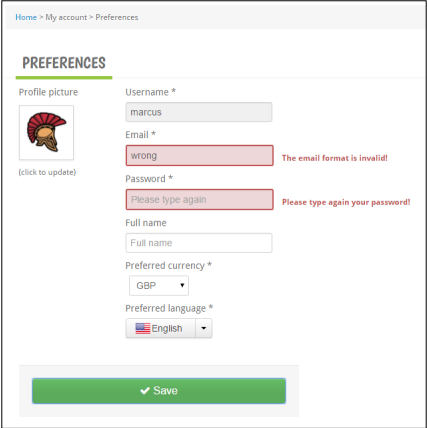 Home > My account > Preferences
PREFERENCES
Profile picture
(click to update)
Username *
marcus
Email *
wrong
The email format is invalid!
Password *
Please type again
Please type again your password!
Full name
Full name
Preferred currency *
GBP
Preferred language *
English
Save